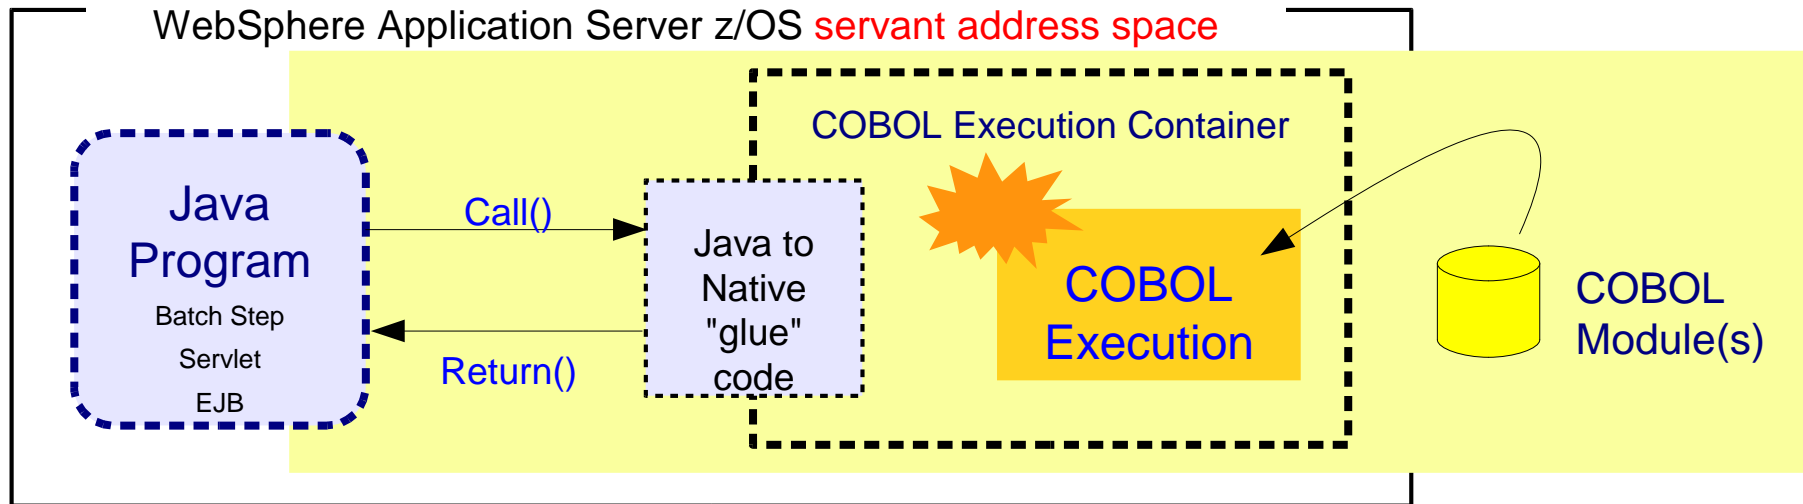 WebSphere Application Server z/OS servant address space
COBOL Execution Container
Java
Program
Batch Step
Servlet
EJB
Call()
Return()
Java to
Native
"glue"
code
COBOL
Execution
COBOL
Module(s)